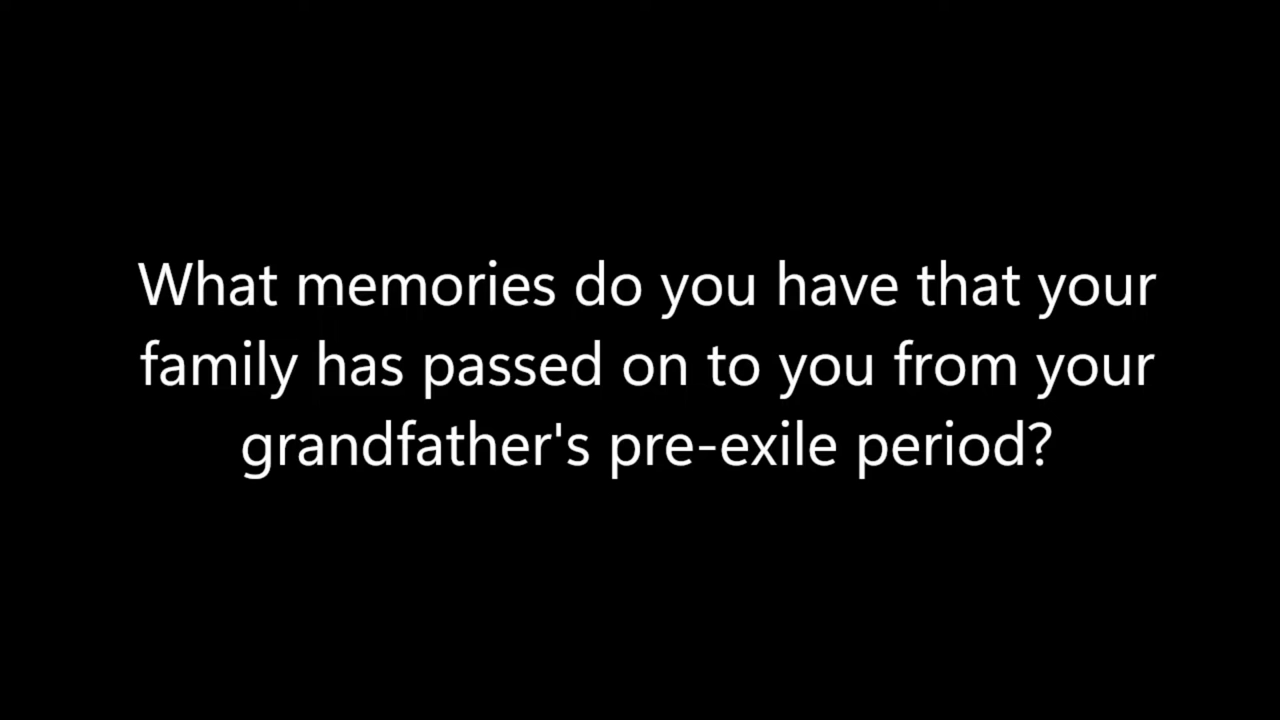 What memories do you have that your
family has passed on to you from your
grandfather's pre-exile period?